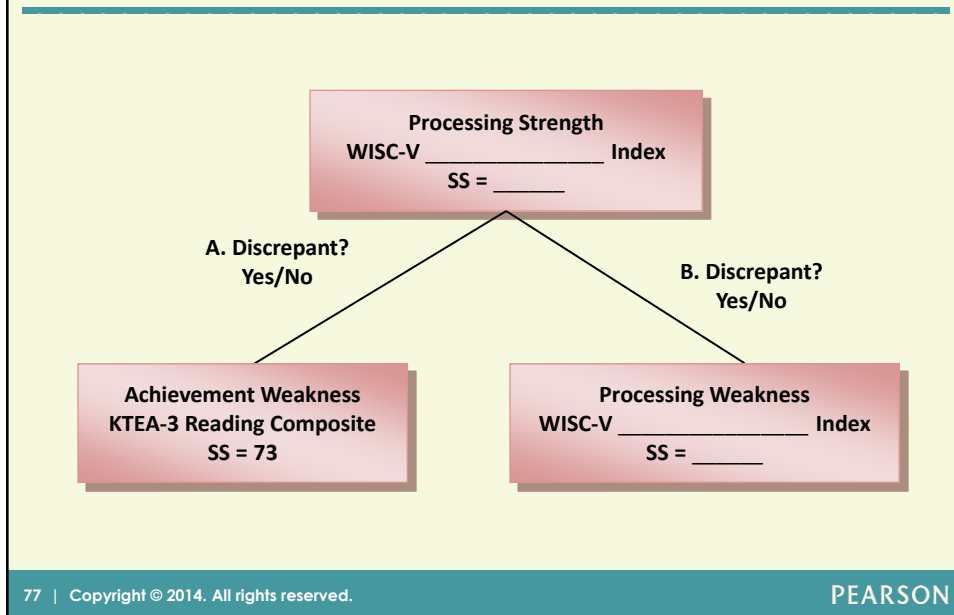 Processing Strength
WISC-V ________________ Index
SS = ______
A. Discrepant?
Yes/No
B. Discrepant?
Yes/No
Achievement Weakness
KTEA-3 Reading Composite
SS = 73
Processing Weakness
WISC-V _________________ Index
SS = ______
77 | Copyright © 2014. All rights reserved.
PEARSON